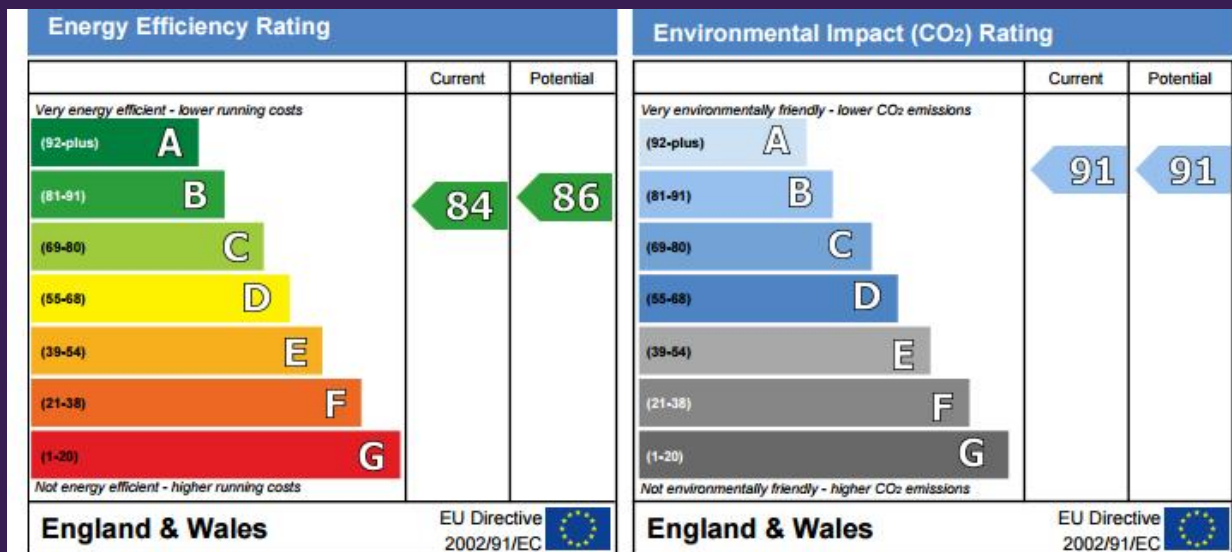 Energy Efficiency Rating
Current Potential
Very energy efficient - lower running costs
(92-plus) A
(81-91) B
84 86
(69-80) C
(55-68) D
(39-54) E
(21-38) F
(1-20) G
Not energy efficient - higher running costs
England & Wales
EU Directive
2002/91/EC
Environmental Impact (CO2) Rating
Current Potential
Very environmentally friendly - lower CO2 emissions
(92-plus) A
91 91
(81-91) B
(69-80) C
(55-68) D
(39-54) E
(21-38) F
(1-20) G
Not environmentally friendly - higher CO2 emissions
England & Wales
EU Directive
2002/91/EC